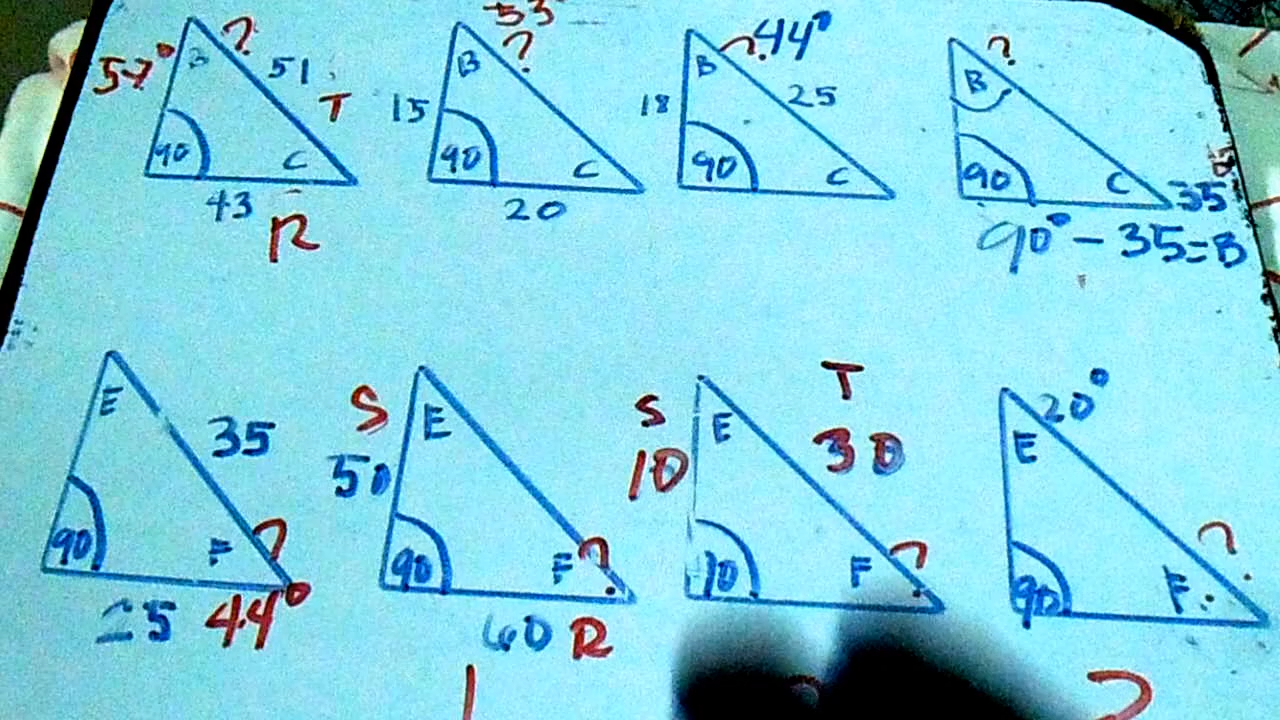 57° B ? 51 T
90 C
43 R
53°
B ?
15
90 C
20
B ? 44°
18 25
90 C
?
B
90 C 35
90° - 35 = B
E 35
90 F ?
25 44°
S
50 E
90 F ?
60 R
S T
10 E 30
F ?
20°
E
90 F ?